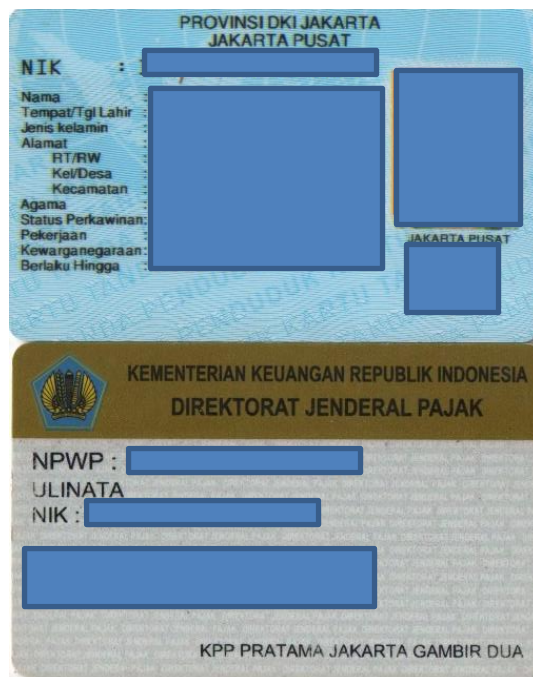 PROVINSI DKI JAKARTA
JAKARTA PUSAT
NIK :
Nama :
Tempat/Tgl Lahir :
Jenis kelamin :
Alamat :
RT/RW :
Kel/Desa :
Kecamatan :
Agama :
Status Perkawinan:
Pekerjaan :
Kewarganegaraan:
Berlaku Hingga :
JAKARTA PUSAT
KEMENTERIAN KEUANGAN REPUBLIK INDONESIA
DIREKTORAT JENDERAL PAJAK
NPWP :
ULINATA
NIK :
KPP PRATAMA JAKARTA GAMBIR DUA